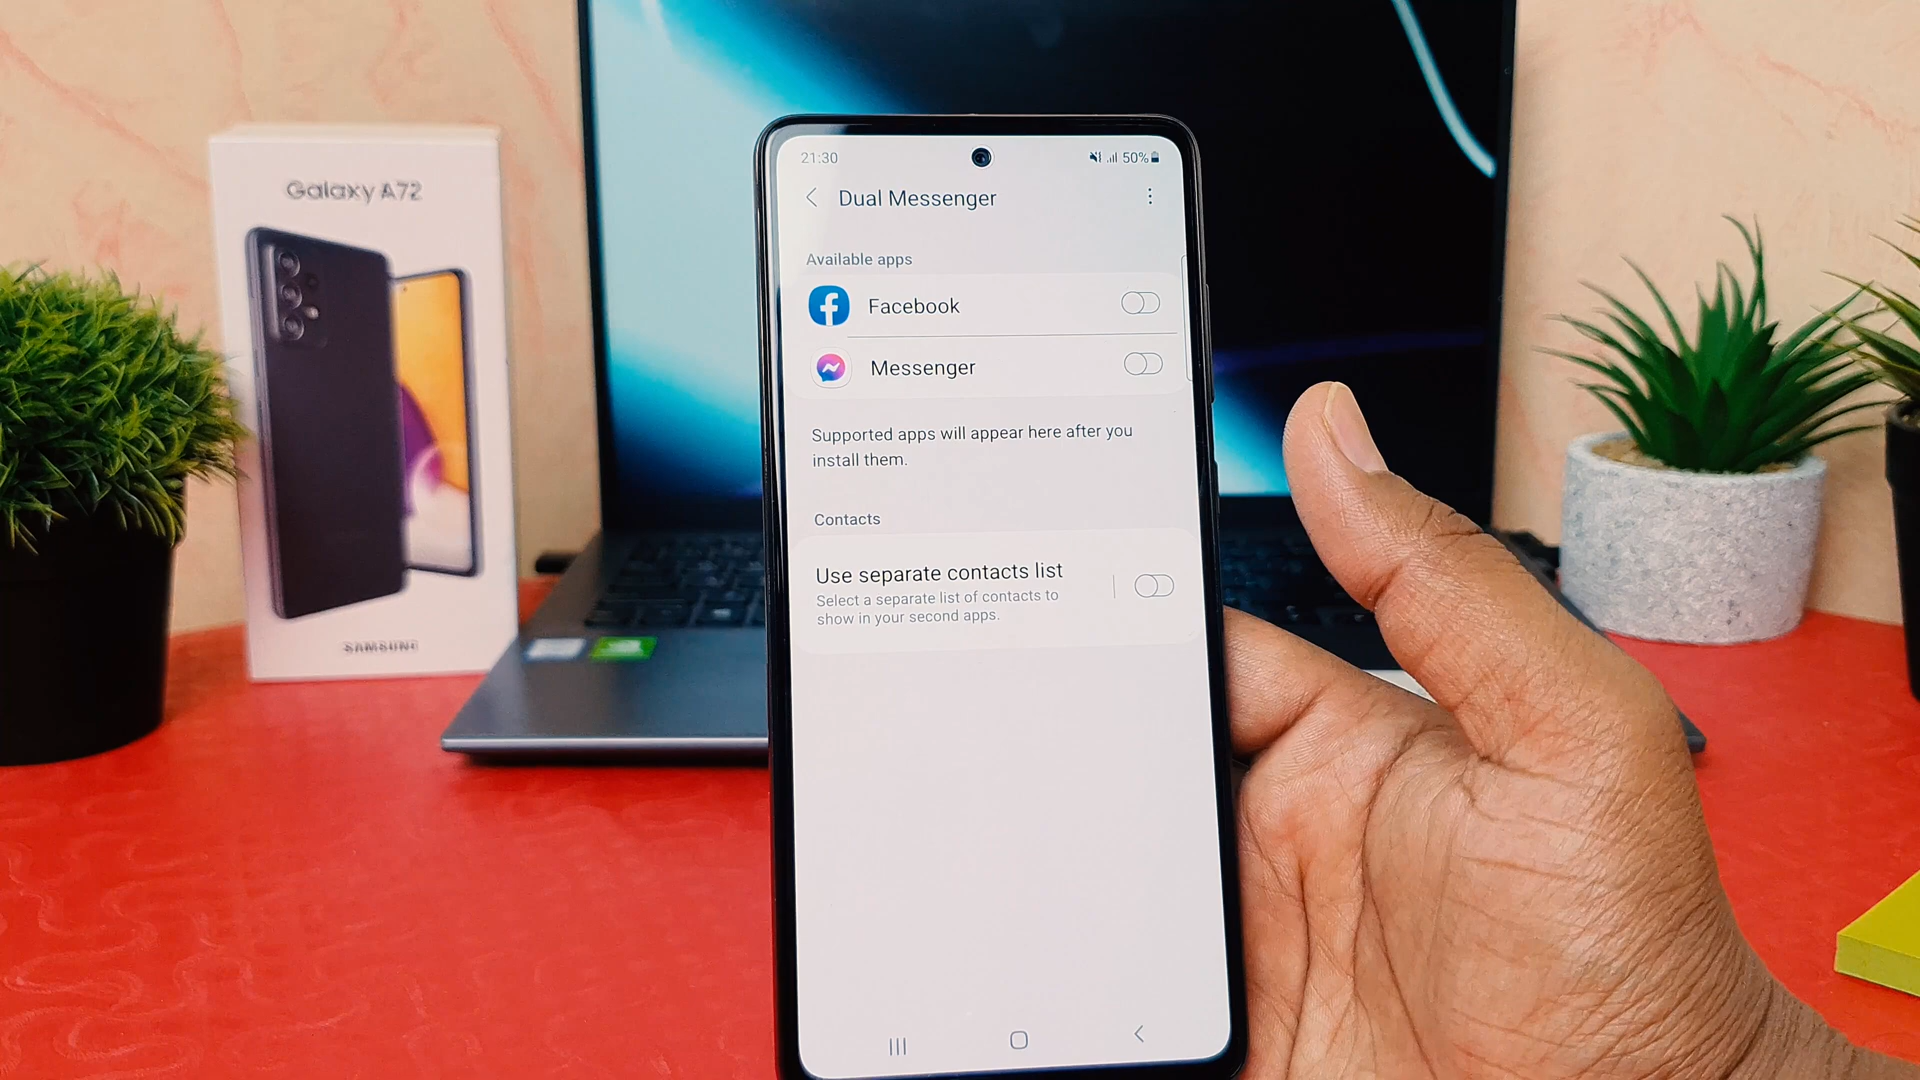 Galaxy A72
SAMSUNG
21:30
50%
Dual Messenger
Available apps
Facebook
Messenger
Supported apps will appear here after you
install them.
Contacts
Use separate contacts list
Select a separate list of contacts to
show in your second apps.